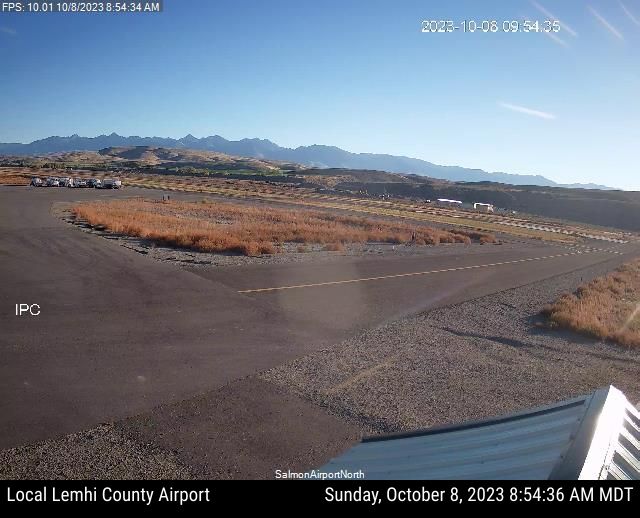 FPS: 10.01 10/8/2023 8:54:34 AM
2023-10-08 09:54:35
IPC
SalmonAirportNorth
Local Lemhi County Airport
Sunday, October 8, 2023 8:54:36 AM MDT